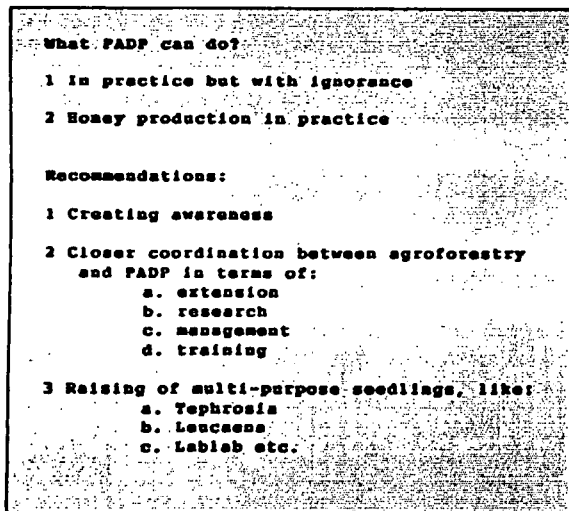 What PADP can do?
1 In practice but with ignorance
2 Honey production in practice
Recommendations:
1 Creating awareness
2 Closer coordination between agroforestry
and PADP in terms of:
a. extension
b. research
c. management
d. training
3 Raising of multi-purpose seedlings, like:
a. Tephrosia
b. Leucaena
c. Lablab etc.